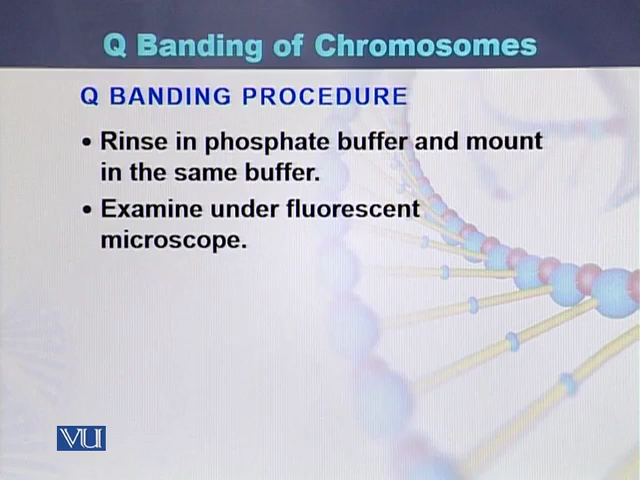 Q Banding of Chromosomes
Q BANDING PROCEDURE
• Rinse in phosphate buffer and mount
in the same buffer.
• Examine under fluorescent
microscope.
VU